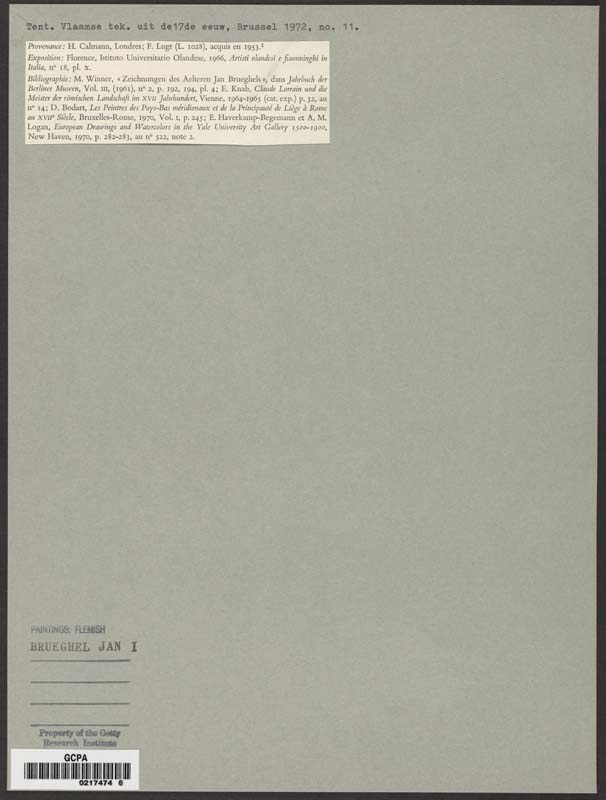 Tent. Vlaamse tek. uit de17de eeuw, Brussel 1972, no. 11.
Provenance: H. Calmann, Londres; F. Lugt (L. 1028), acquis en 1953.¹
Exposition: Florence, Istituto Universitario Olandese, 1966, Artisti olandesi e fiamminghi in
Italia, nº 18, pl. X.
Bibliographie: M. Winner, « Zeichnungen des Aelteren Jan Brueghels », dans Jahrbuch der
Berliner Museen, Vol. III, (1961), nº 2, p. 192, 194, pl. 4; E. Knab, Claude Lorrain und die
Meister der römischen Landschaft im XVII Jahrhundert, Vienne, 1964-1965 (cat. exp.) p. 32, au
nº 14; D. Bodart, Les Peintres des Pays-Bas méridionaux et de la Principauté de Liège à Rome
au XVIIe Siècle, Bruxelles-Rome, 1970, Vol. I, p. 245; E. Haverkamp-Begemann et A. M.
Logan, European Drawings and Watercolors in the Yale University Art Gallery 1500-1900,
New Haven, 1970, p. 282-283, au nº 522, note 2.
PAINTINGS: FLEMISH
BRUEGHEL JAN I
Property of the Getty
Research Institute
GCPA
0217474 6